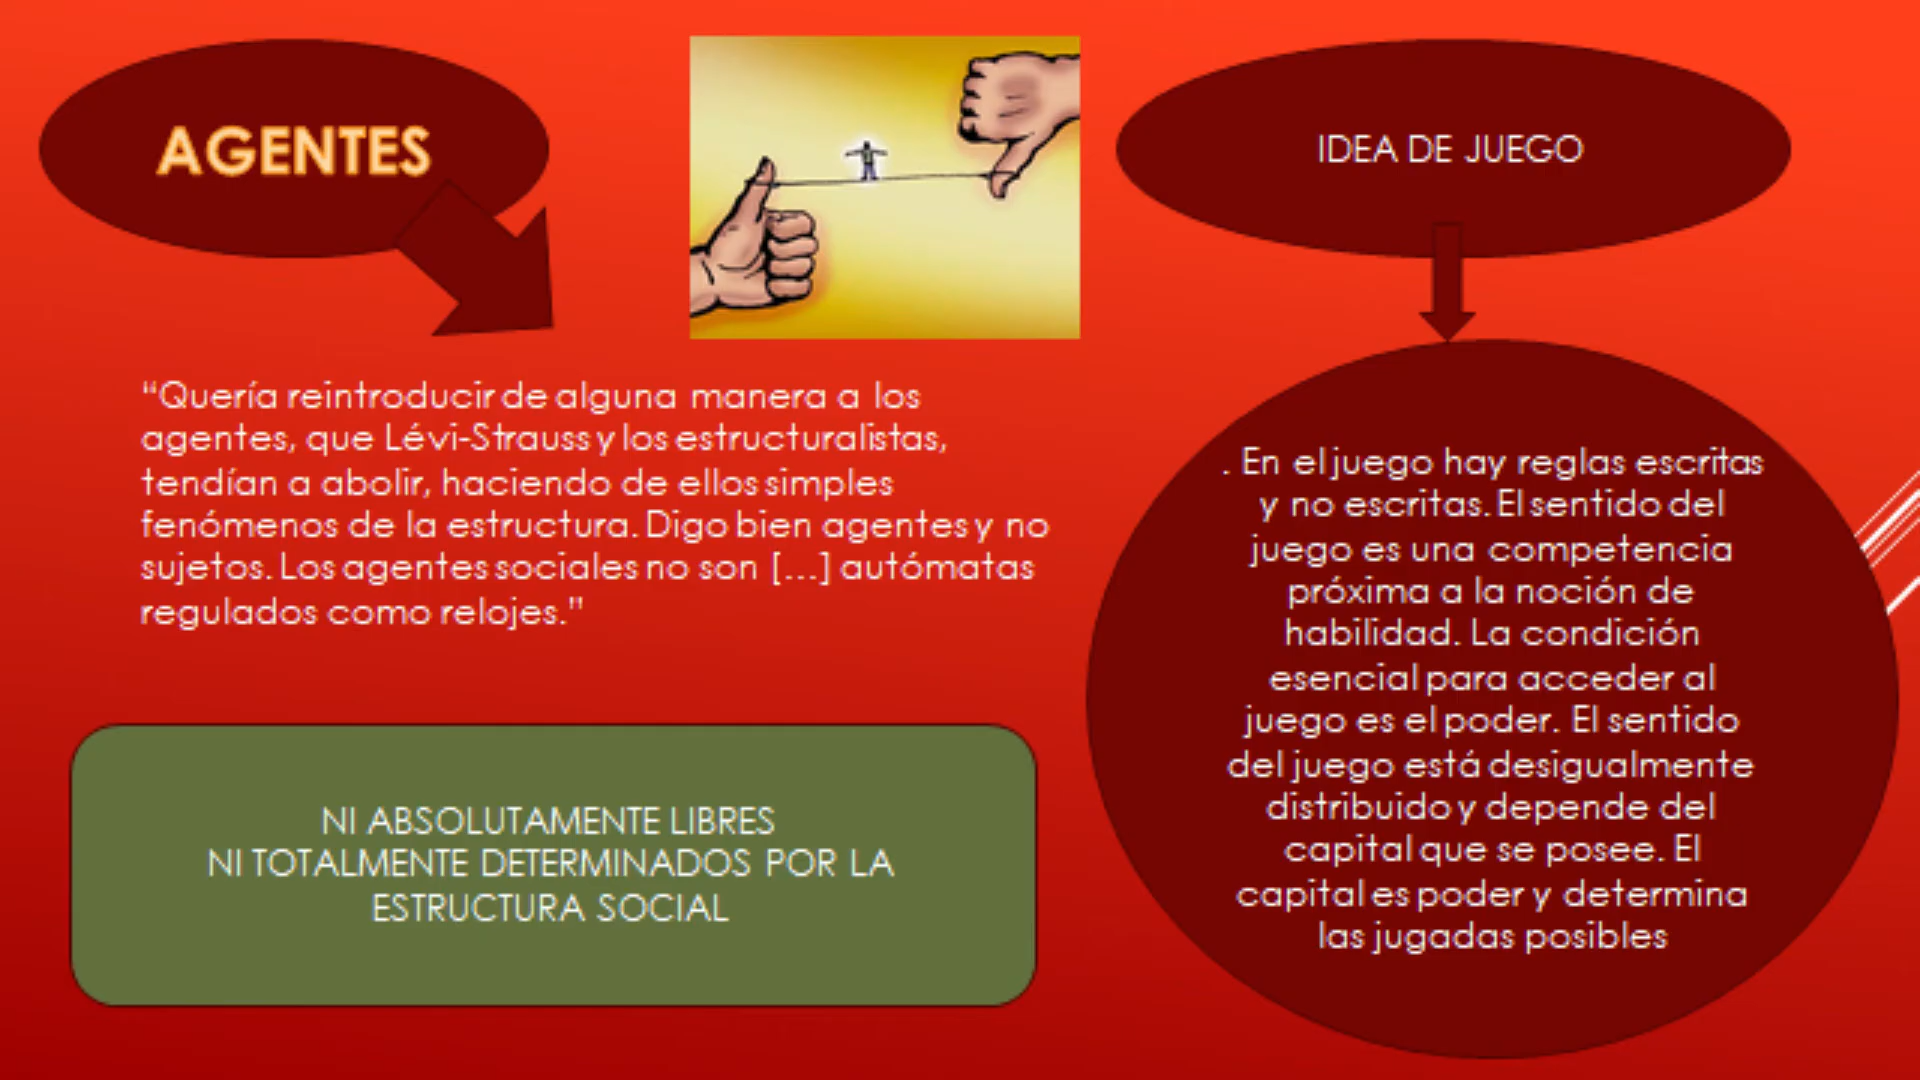 AGENTES
“Quería reintroducir de alguna manera a los
agentes, que Lévi-Strauss y los estructuralistas,
tendían a abolir, haciendo de ellos simples
fenómenos de la estructura. Digo bien agentes y no
sujetos. Los agentes sociales no son [...] autómatas
regulados como relojes."
NI ABSOLUTAMENTE LIBRES
NI TOTALMENTE DETERMINADOS POR LA
ESTRUCTURA SOCIAL
IDEA DE JUEGO
. En el juego hay reglas escritas
y no escritas. El sentido del
juego es una competencia
próxima a la noción de
habilidad. La condición
esencial para acceder al
juego es el poder. El sentido
del juego está desigualmente
distribuido y depende del
capital que se posee. El
capital es poder y determina
las jugadas posibles